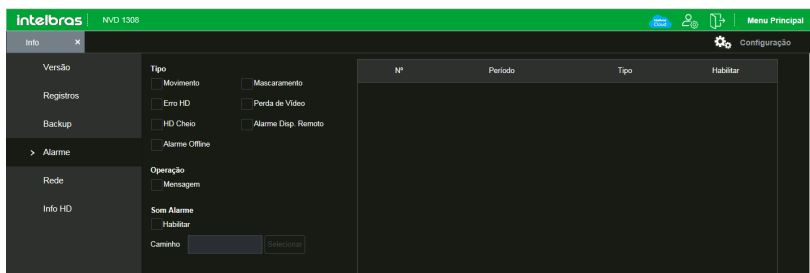 intelbras NVD 1308 intelbras Cloud Menu Principal
Info × Configuração
Versão
Registros
Backup
> Alarme
Rede
Info HD
Tipo
Movimento Mascaramento
Erro HD Perda de Vídeo
HD Cheio Alarme Disp. Remoto
Alarme Offline
Operação
Mensagem
Som Alarme
Habilitar
Caminho Selecionar
Nº Período Tipo Habilitar